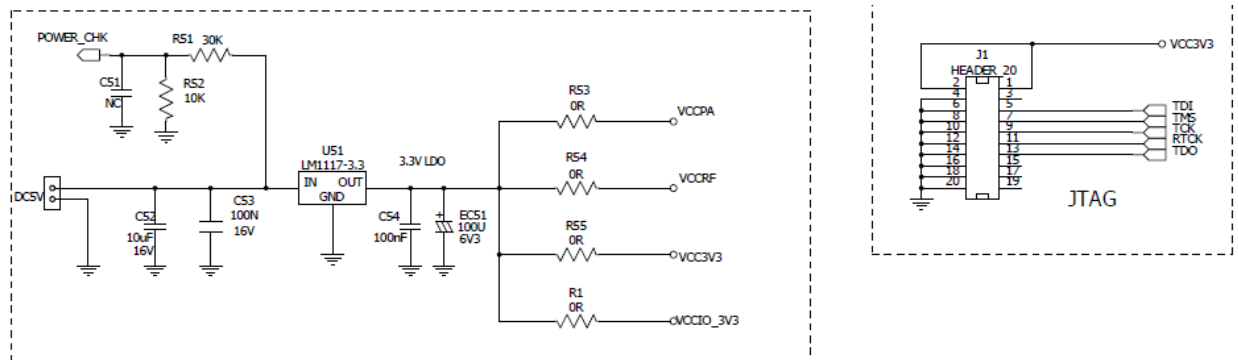 POWER_CHK
R51 30K
C51
NC
R52
10K
R53
0R
VCCPA
U51
LM1117-3.3
3.3V LDO
IN OUT
GND
R54
0R
VCCRF
DC5V
C52
10uF
16V
C53
100N
16V
C54
100nF
+
EC51
100U
6V3
R55
0R
VCC3V3
R1
0R
VCCIO_3V3
VCC3V3
J1
HEADER 20
2 1
4 3
6 5 TDI
8 7 TMS
10 9 TCK
12 11 RTCK
14 13 TDO
16 15
18 17
20 19
JTAG